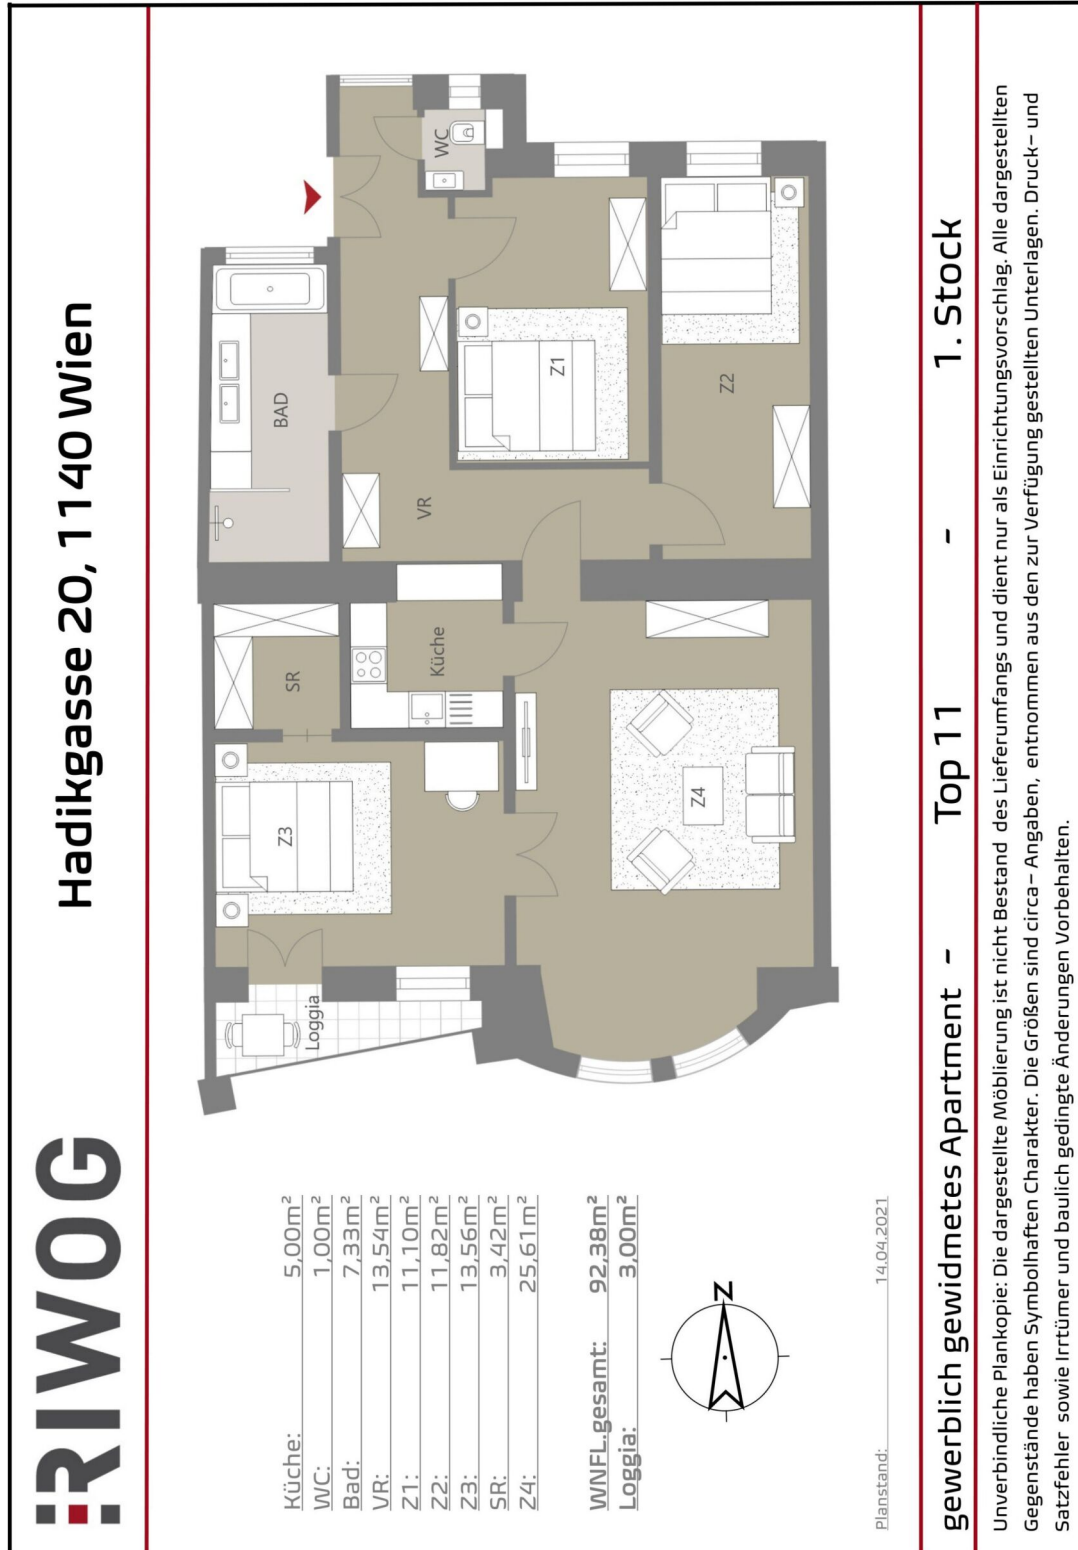 RIWOG
Hadikgasse 20, 1140 Wien
Küche: 5,00m²
WC: 1,00m²
Bad: 7,33m²
VR: 13,54m²
Z1: 11,10m²
Z2: 11,82m²
Z3: 13,56m²
SR: 3,42m²
Z4: 25,61m²
WNFL.gesamt: 92,38m²
Loggia: 3,00m²
N
Planstand: 14.04.2021
Loggia
Z3
SR
BAD
WC
Küche
VR
Z1
Z4
Z2
gewerblich gewidmetes Apartment - Top 11 - 1. Stock
Unverbindliche Plankopie: Die dargestellte Möblierung ist nicht Bestand des Lieferumfangs und dient nur als Einrichtungsvorschlag. Alle dargestellten
Gegenstände haben Symbolhaften Charakter. Die Größen sind circa- Angaben, entnommen aus den zur Verfügung gestellten Unterlagen. Druck- und
Satzfehler sowie Irrtümer und baulich gedingte Änderungen Vorbehalten.